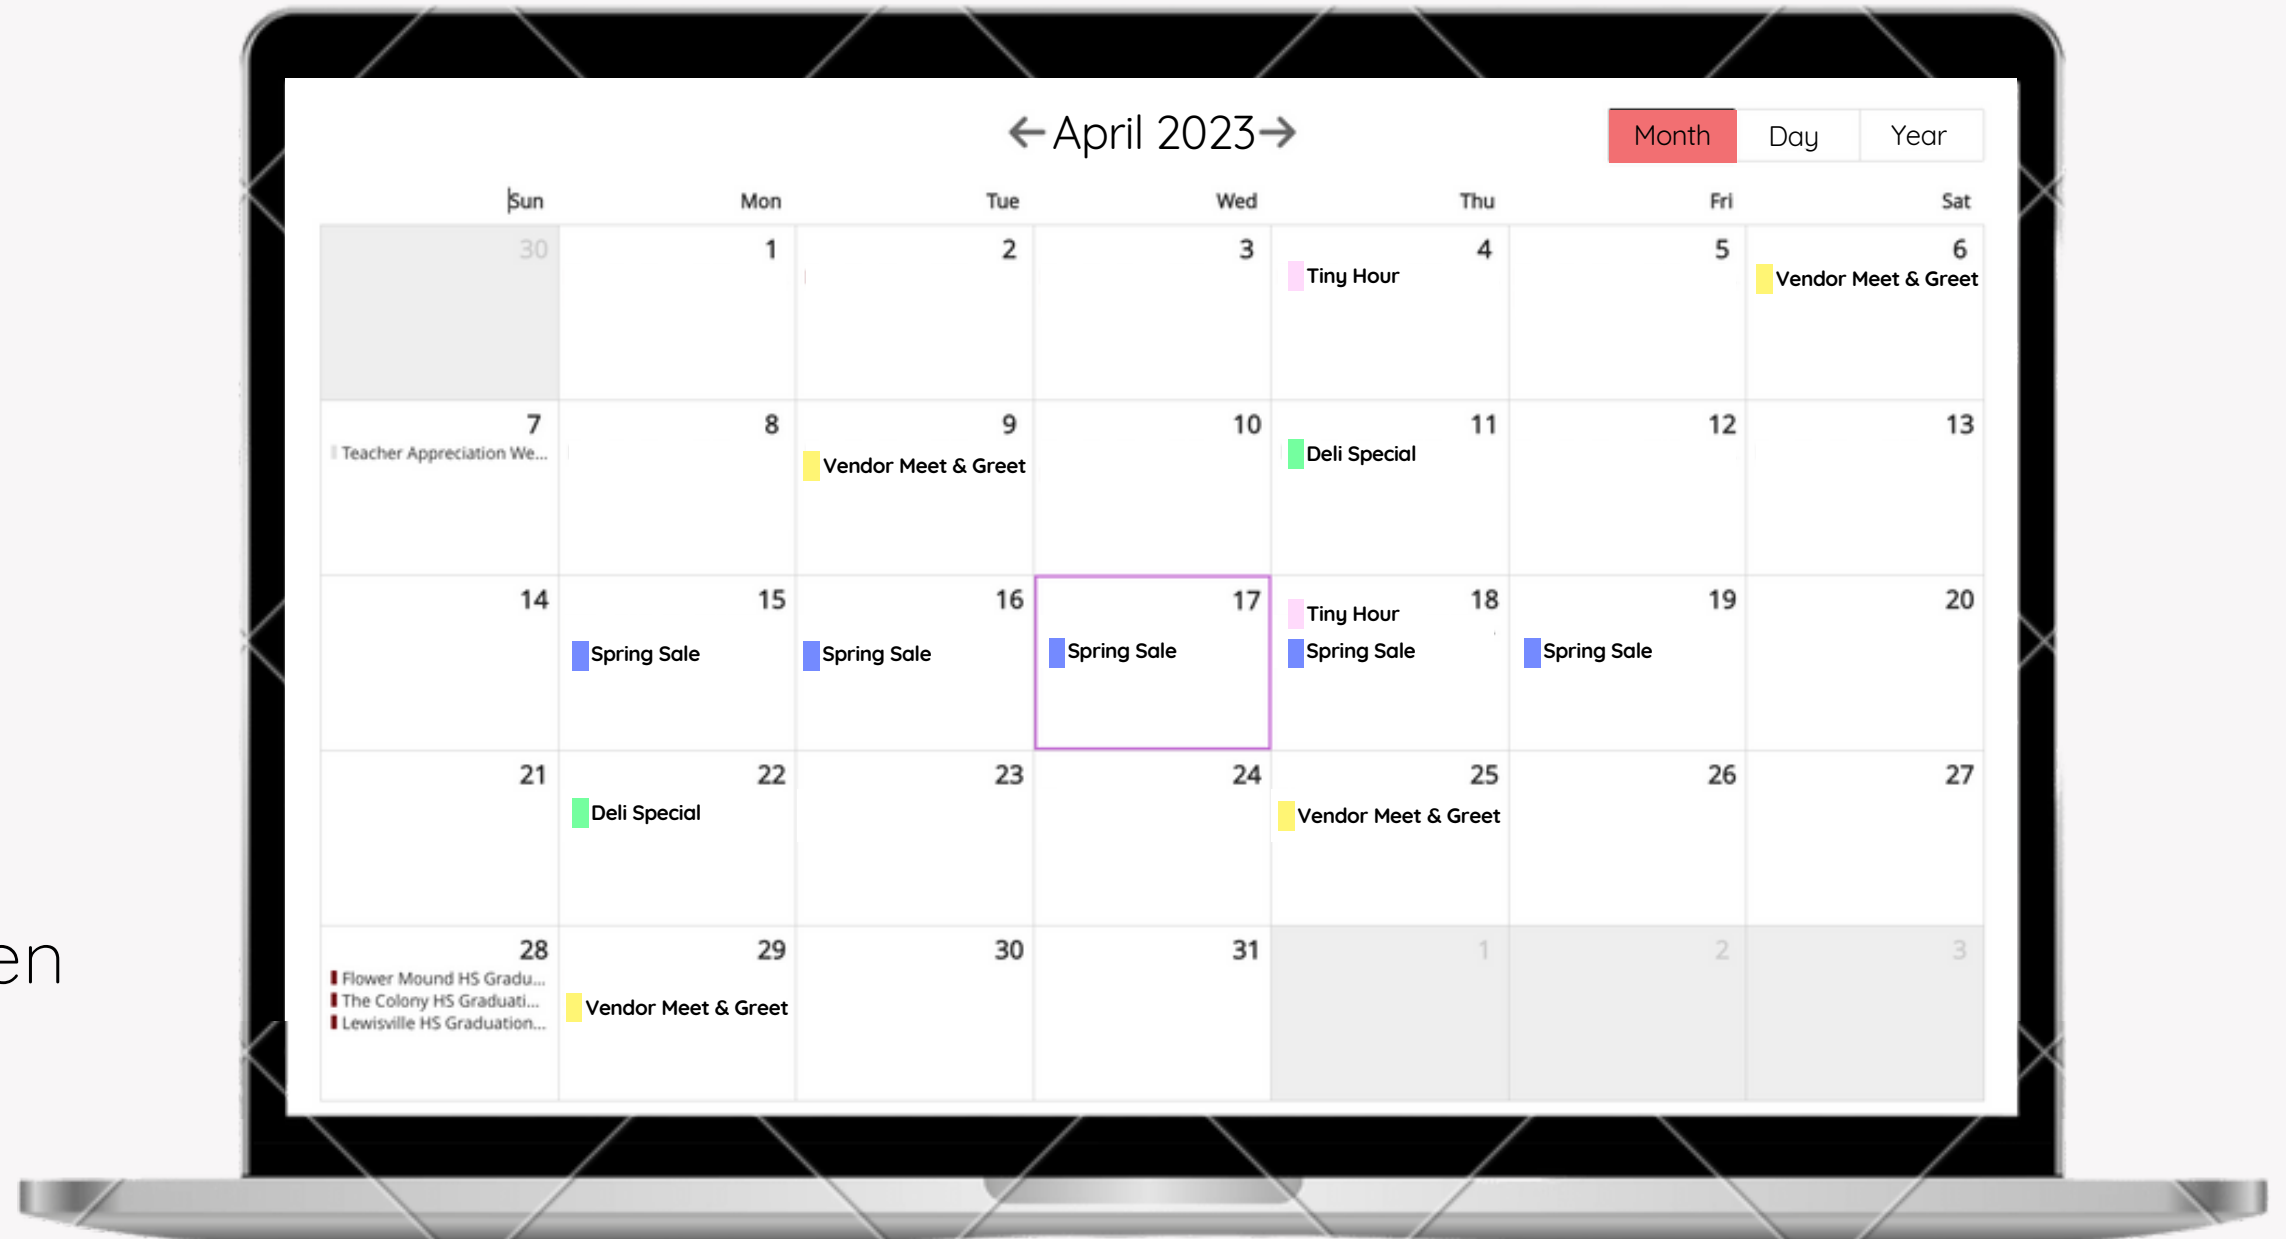 ←April 2023→
Month Day Year
Sun Mon Tue Wed Thu Fri Sat
30 1 2 3 4 5 6
Tiny Hour
Vendor Meet & Greet
7 8 9 10 11 12 13
Teacher Appreciation We...
Vendor Meet & Greet
Deli Special
14 15 16 17 18 19 20
Tiny Hour
Spring Sale Spring Sale Spring Sale Spring Sale Spring Sale
21 22 23 24 25 26 27
Deli Special
Vendor Meet & Greet
28 29 30 31 1 2 3
Flower Mound HS Gradu...
The Colony HS Graduati...
Lewisville HS Graduation...
Vendor Meet & Greet
en